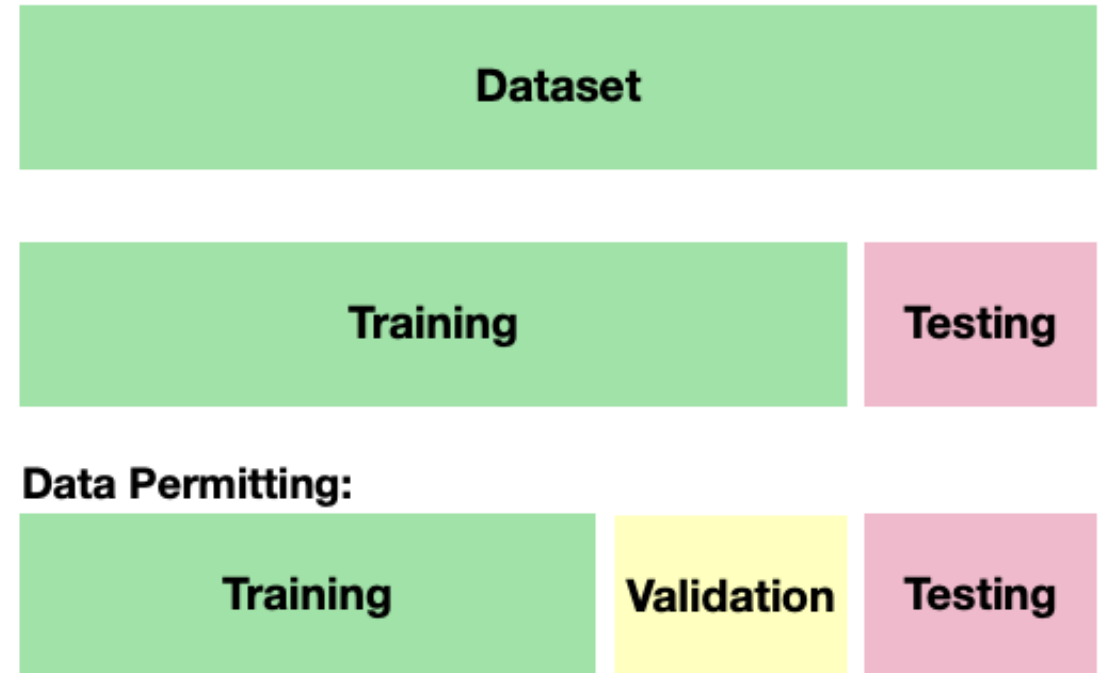 Dataset
Training Testing
Data Permitting:
Training Validation Testing